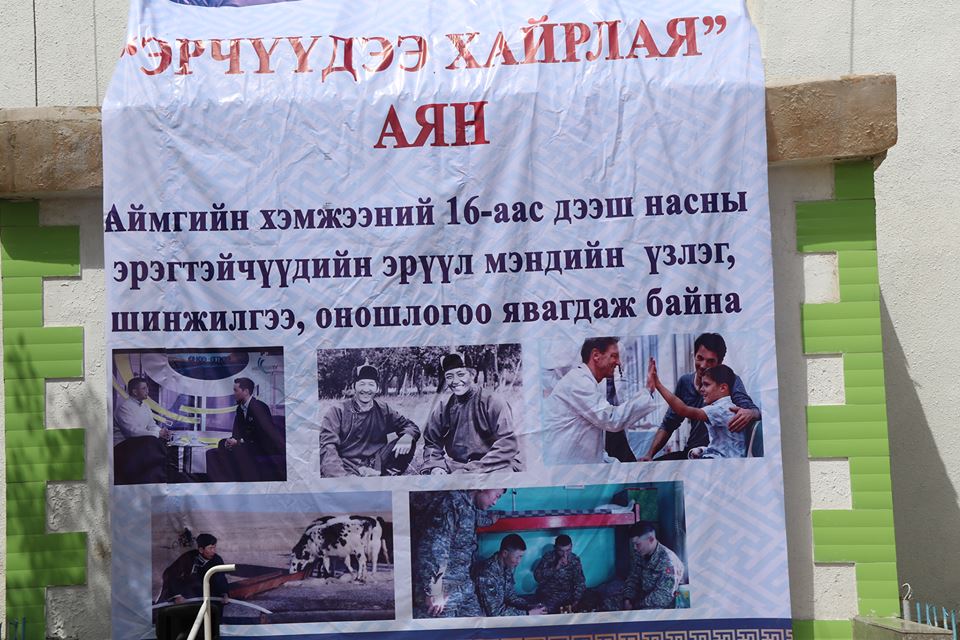 “ЭРЧҮҮДЭЭ ХАЙРЛАЯ”
АЯН
Аймгийн хэмжээний 16-аас дээш насны
эрэгтэйчүүдийн эрүүл мэндийн үзлэг,
шинжилгээ, оношлогоо явагдаж байна